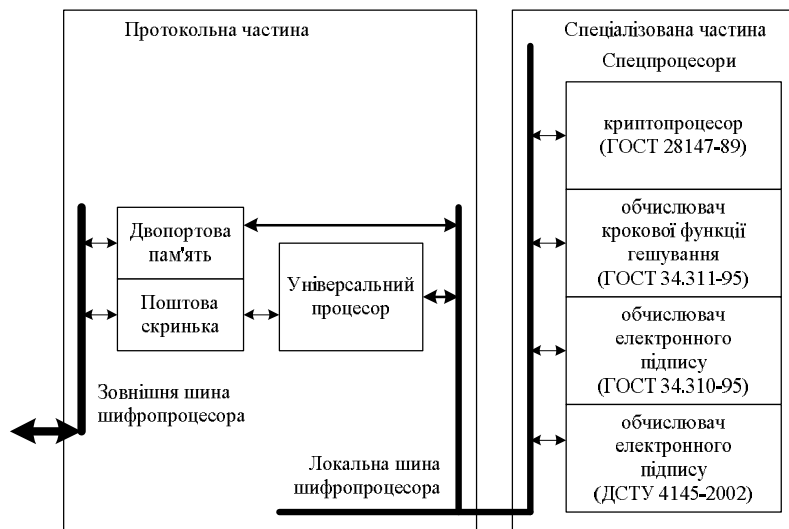 Протокольна частина
Двопортова
пам'ять
Поштова
скринька
Універсальний
процесор
Зовнішня шина
шифропроцесора
Локальна шина
шифропроцесора
Спеціалізована частина
Спецпроцесори
криптопроцесор
(ГОСТ 28147-89)
обчислювач
крокової функції
гешування
(ГОСТ 34.311-95)
обчислювач
електронного
підпису
(ГОСТ 34.310-95)
обчислювач
електронного
підпису
(ДСТУ 4145-2002)